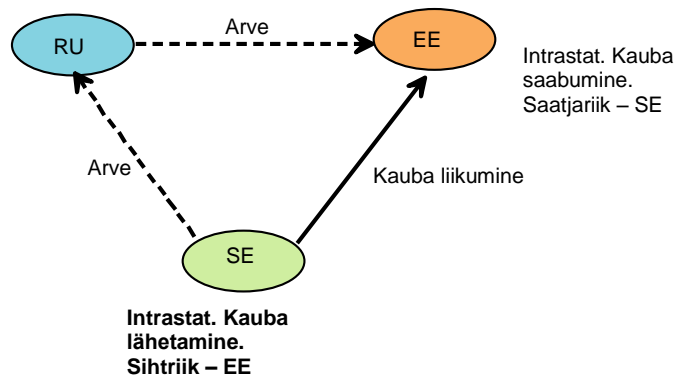 Arve
RU
EE
Intrastat. Kauba
saabumine.
Saatjariik – SE
Arve
Kauba liikumine
SE
Intrastat. Kauba
lähetamine.
Sihtriik – EE